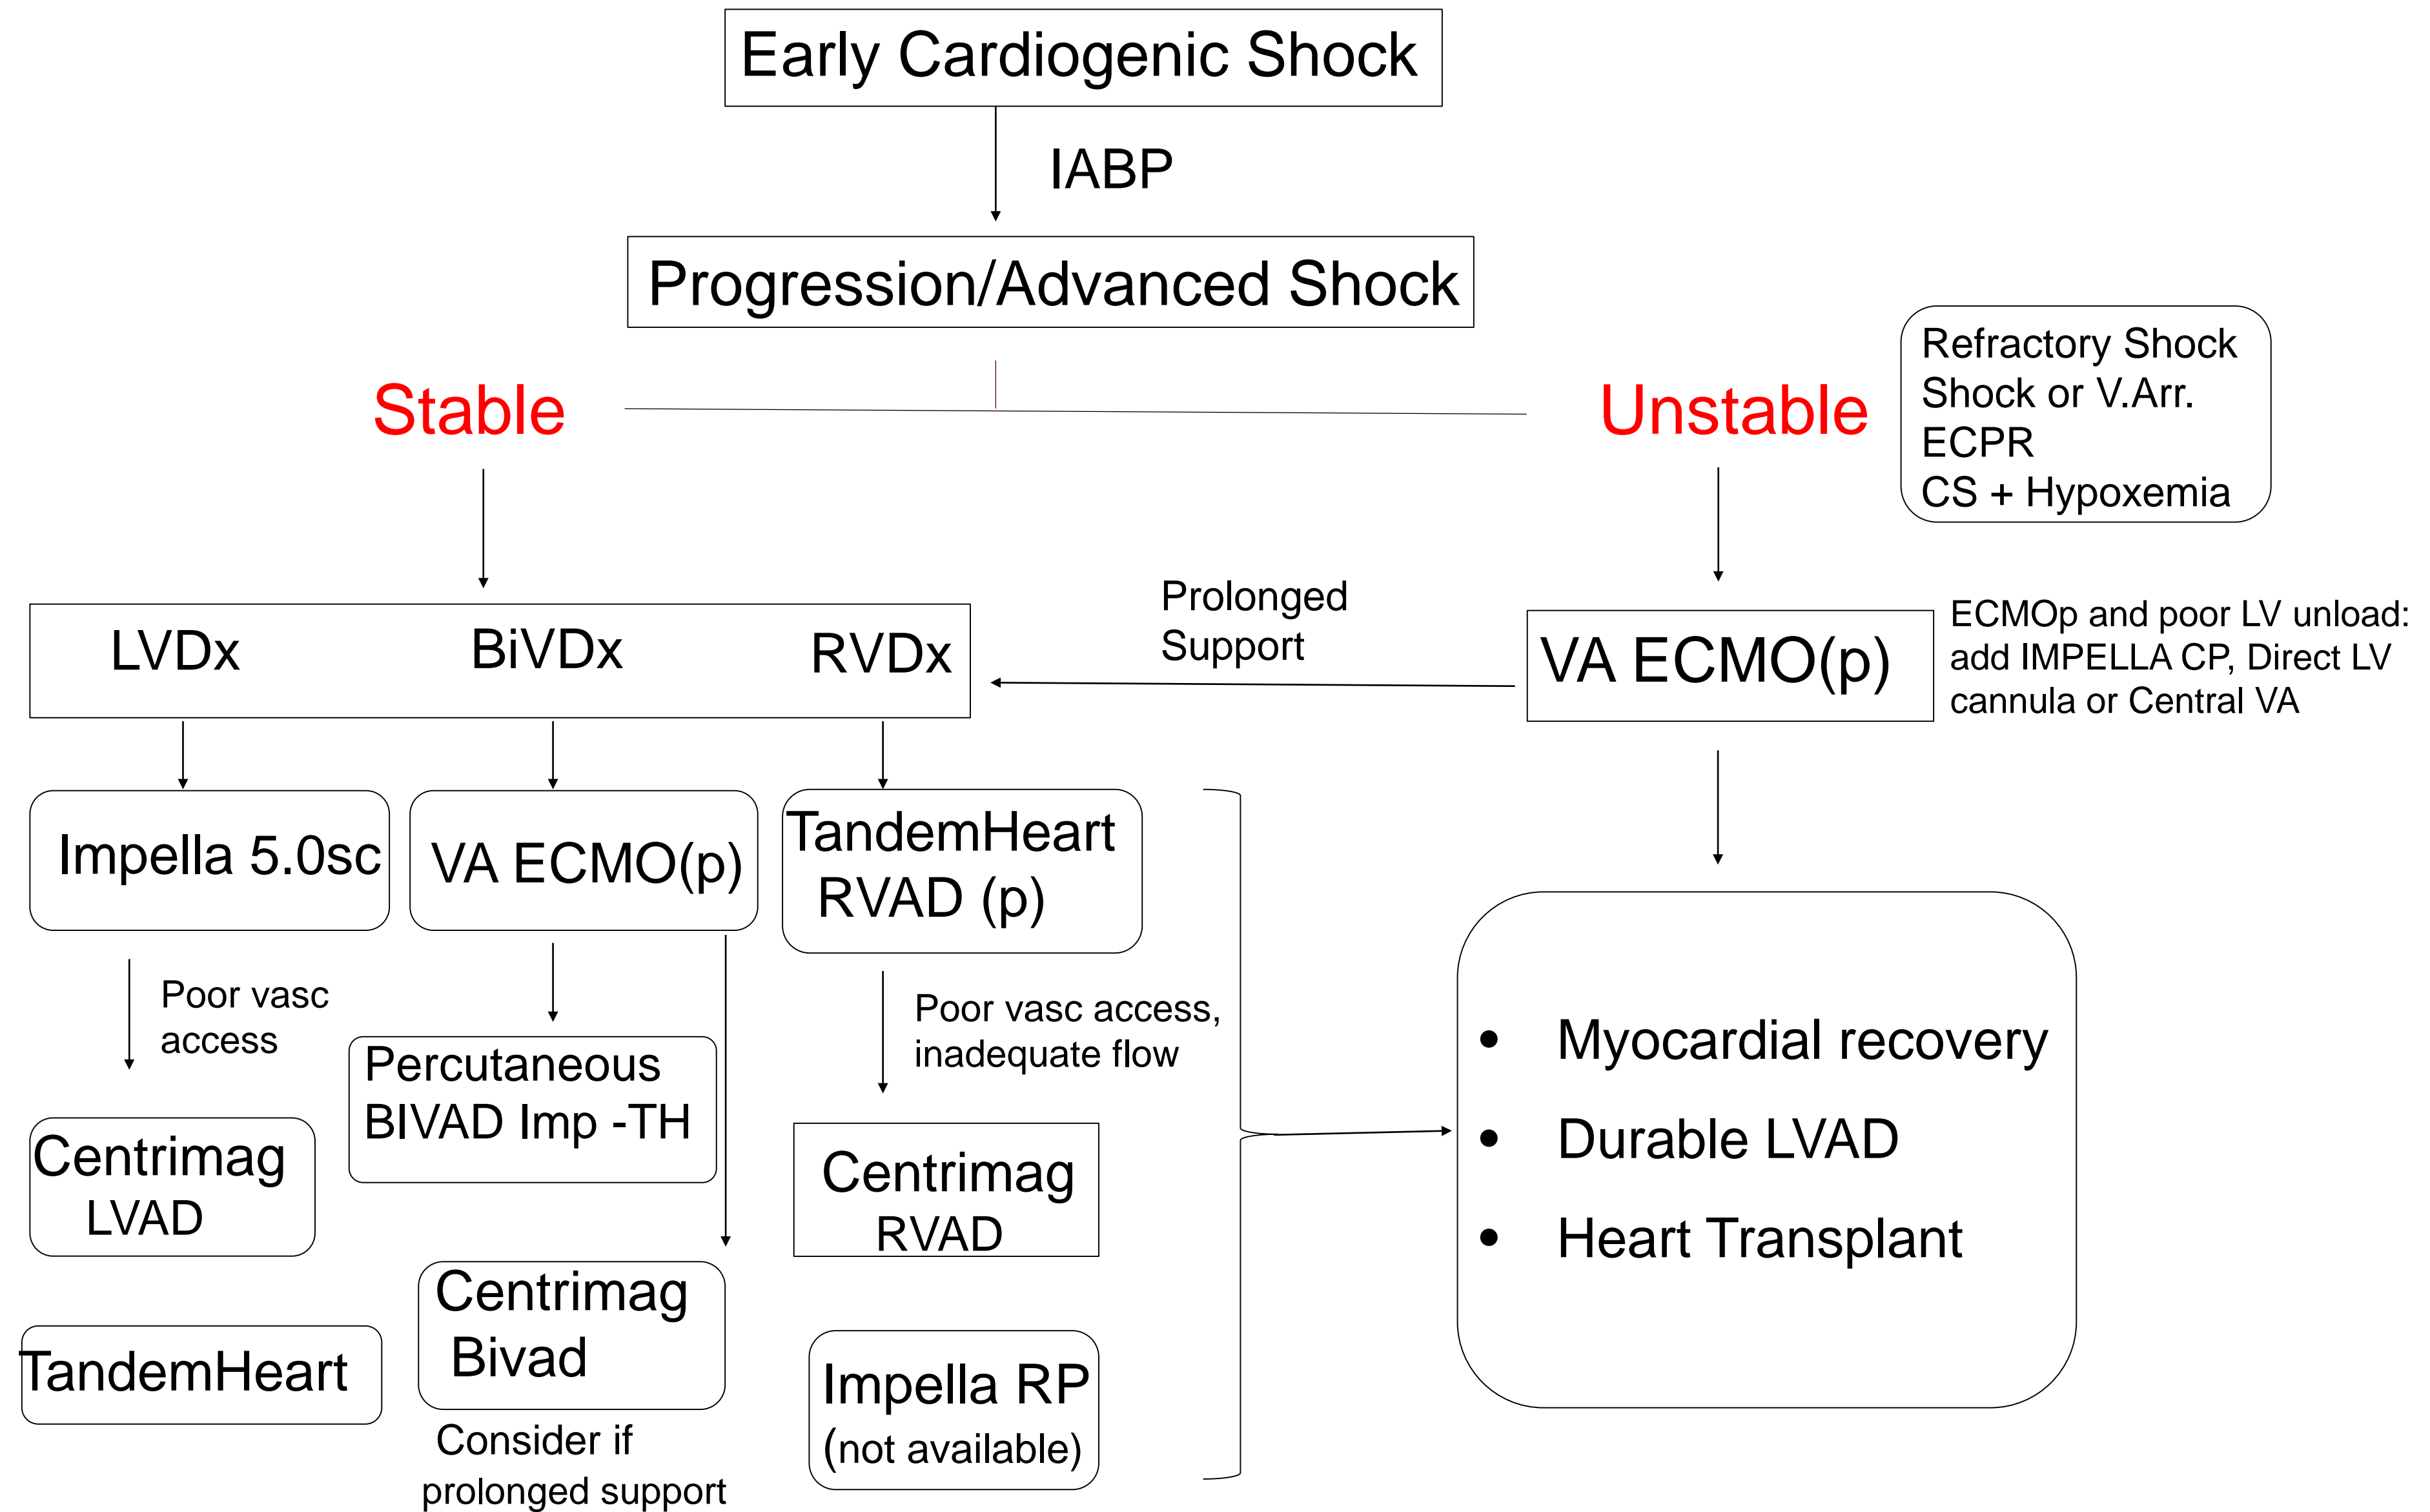 Early Cardiogenic Shock
IABP
Progression/Advanced Shock
Stable
Unstable
Refractory Shock
Shock or V.Arr.
ECPR
CS + Hypoxemia
LVDx
BiVDx
RVDx
Prolonged
Support
VA ECMO(p)
ECMOp and poor LV unload:
add IMPELLA CP, Direct LV
cannula or Central VA
Impella 5.0sc
VA ECMO(p)
TandemHeart
RVAD (p)
Poor vasc
access
Percutaneous
BIVAD Imp -TH
Poor vasc access,
inadequate flow
Centrimag
LVAD
Centrimag
RVAD
TandemHeart
Centrimag
Bivad
Consider if
prolonged support
Impella RP
(not available)
• Myocardial recovery
• Durable LVAD
• Heart Transplant